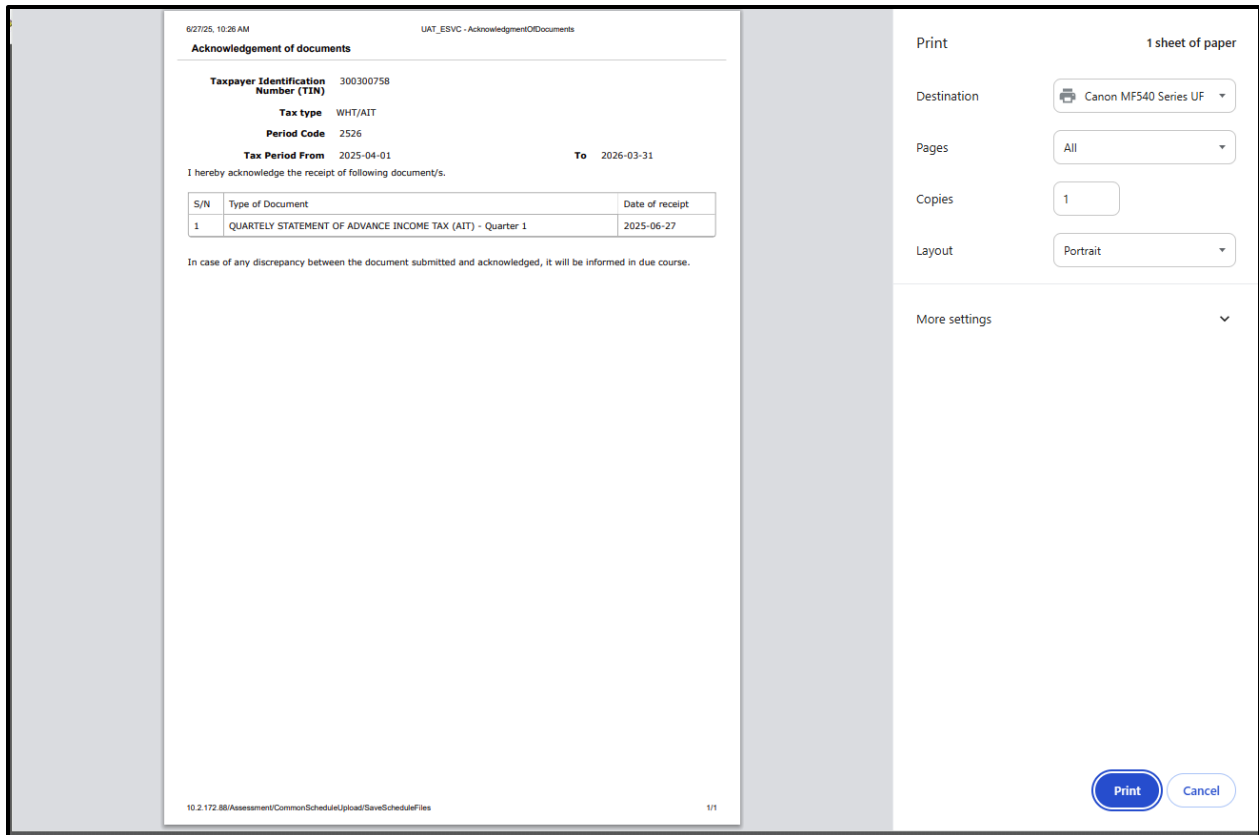 6/27/25, 10:26 AM UAT_ESVC - AcknowledgmentOfDocuments
Acknowledgement of documents
Taxpayer Identification Number (TIN) 300300758
Tax type WHT/AIT
Period Code 2526
Tax Period From 2025-04-01 To 2026-03-31
I hereby acknowledge the receipt of following document/s.
S/N Type of Document Date of receipt
1 QUARTELY STATEMENT OF ADVANCE INCOME TAX (AIT) - Quarter 1 2025-06-27
In case of any discrepancy between the document submitted and acknowledged, it will be informed in due course.
10.2.172.88/Assessment/CommonScheduleUpload/SaveScheduleFiles 1/1
Print 1 sheet of paper
Destination Canon MF540 Series UF
Pages All
Copies 1
Layout Portrait
More settings
Print Cancel